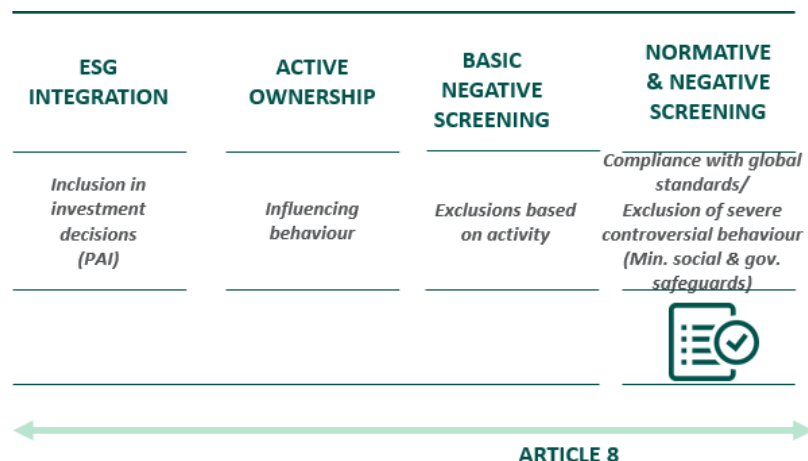 ESG
INTEGRATION
ACTIVE
OWNERSHIP
BASIC
NEGATIVE
SCREENING
NORMATIVE
& NEGATIVE
SCREENING
Inclusion in
investment
decisions
(PAI)
Influencing
behaviour
Exclusions based
on activity
Compliance with global
standards/
Exclusion of severe
controversial behaviour
(Min. social & gov.
safeguards)
ARTICLE 8